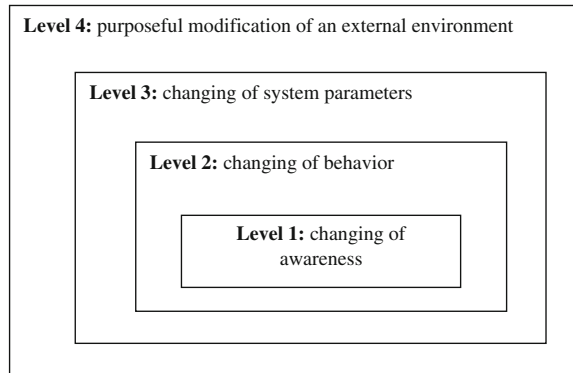 Level 4: purposeful modification of an external environment
Level 3: changing of system parameters
Level 2: changing of behavior
Level 1: changing of
awareness